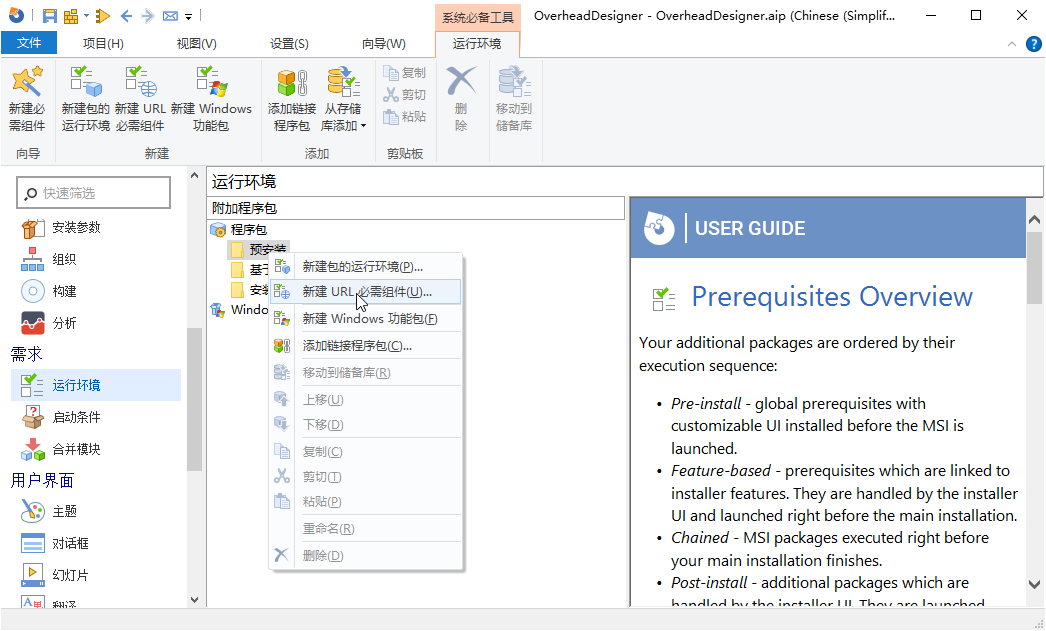 系统必备工具
OverheadDesigner - OverheadDesigner.aip (Chinese (Simplif...
文件
项目(H)
视图(V)
设置(S)
向导(W)
运行环境
新建必
需组件
新建包的
运行环境
新建 URL
必需组件
新建 Windows
功能包
添加链接
程序包
从存储
库添加
复制
剪切
粘贴
删
除
移动到
储备库
向导
新建
添加
剪贴板
快速筛选
安装参数
组织
构建
分析
需求
运行环境
启动条件
合并模块
用户界面
主题
对话框
幻灯片
翻译
运行环境
附加程序包
程序包
预安装
基于
安装
Windo
新建包的运行环境(P)...
新建 URL 必需组件(U)...
新建 Windows 功能包(F)
添加链接程序包(C)...
移动到储备库(R)
上移(U)
下移(D)
复制(C)
剪切(T)
粘贴(P)
重命名(R)
删除(D)
USER GUIDE
Prerequisites Overview
Your additional packages are ordered by their
execution sequence:
• Pre-install - global prerequisites with
customizable UI installed before the MSI is
launched.
• Feature-based - prerequisites which are linked to
installer features. They are handled by the installer
UI and launched right before the main installation.
• Chained - MSI packages executed right before
your main installation finishes.
• Post-install - additional packages which are
handled by the installer UI. They are launched